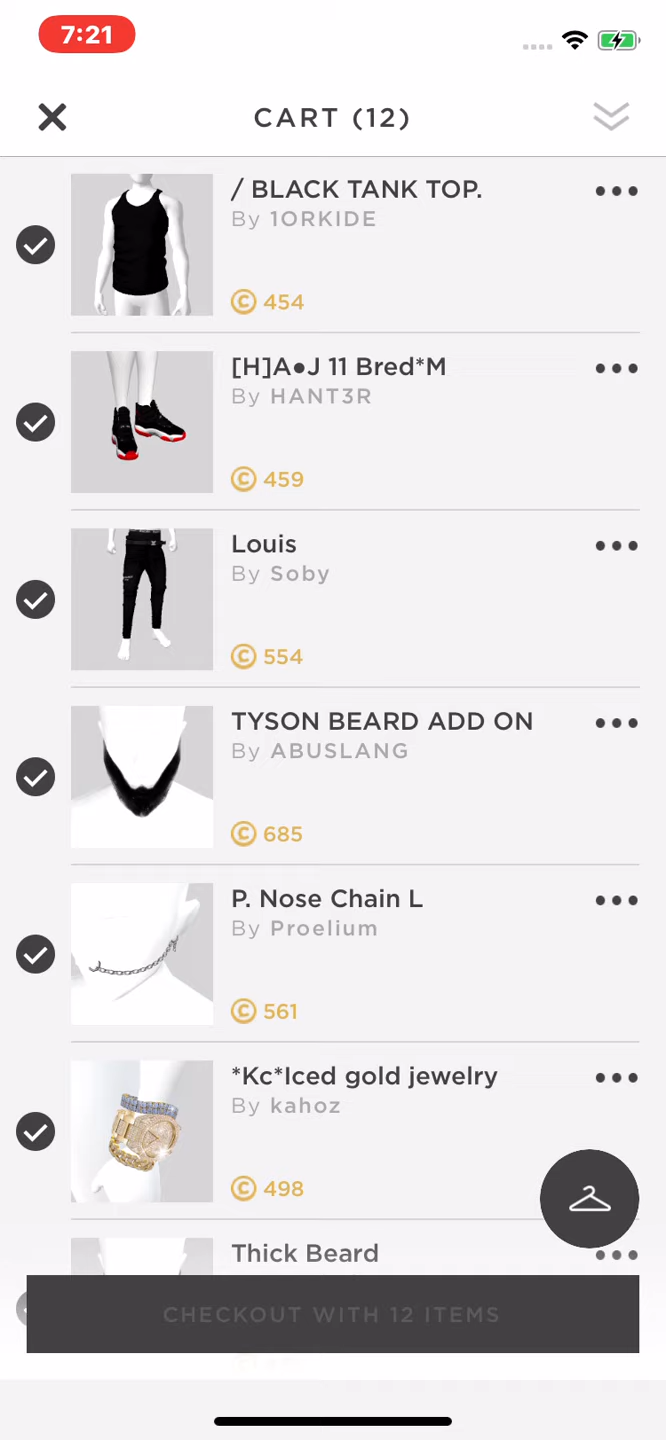 7:21
CART (12)
/ BLACK TANK TOP.
By 1ORKIDE
© 454
[H]A●J 11 Bred*M
By HANT3R
© 459
Louis
By Soby
© 554
TYSON BEARD ADD ON
By ABUSLANG
© 685
P. Nose Chain L
By Proelium
© 561
*Kc*Iced gold jewelry
By kahoz
© 498
Thick Beard
CHECKOUT WITH 12 ITEMS